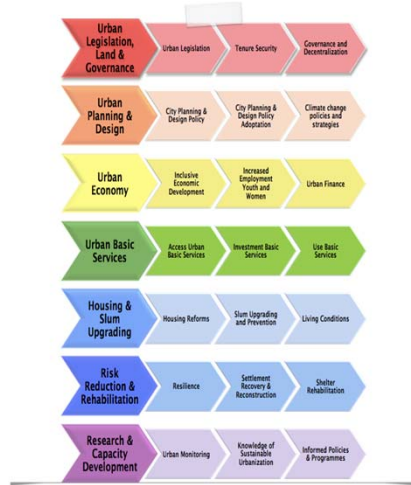 Urban
Legislation,
Land &
Governance
Urban Legislation
Tenure Security
Governance and
Decentralization
Urban
Planning &
Design
City Planning &
Design Policy
City Planning &
Design Policy
Adoptation
Climate change
policies and
strategies
Urban
Economy
Inclusive
Economic
Development
Increased
Employment
Youth and
Women
Urban Finance
Urban Basic
Services
Access Urban
Basic Services
Investment Basic
Services
Use Basic
Services
Housing &
Slum
Upgrading
Housing Reforms
Slum Upgrading
and Prevention
Living Conditions
Risk
Reduction &
Rehabilitation
Resilience
Settlement
Recovery &
Reconstruction
Shelter
Rehabilitation
Research &
Capacity
Development
Urban Monitoring
Knowledge of
Sustainable
Urbanization
Informed Policies
& Programmes